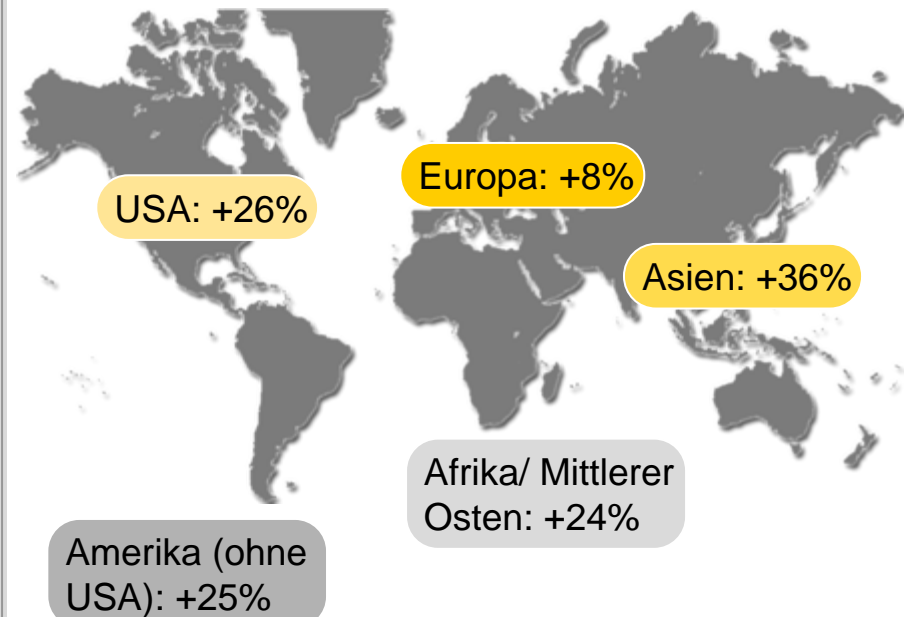 Europa: +8%
USA: +26%
Asien: +36%
Afrika/ Mittlerer
Osten: +24%
Amerika (ohne
USA): +25%